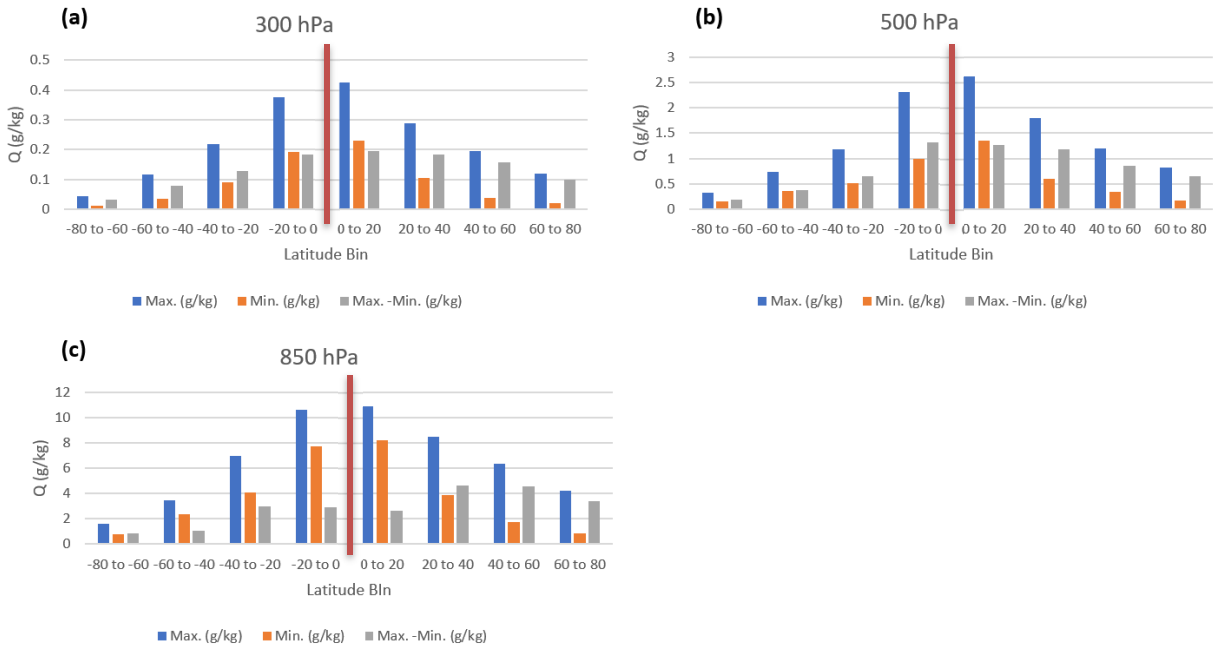 (a)
300 hPa
0.5
0.4
0.3
0.2
0.1
0
Q (g/kg)
-80 to -60 -60 to -40 -40 to -20 -20 to 0 0 to 20 20 to 40 40 to 60 60 to 80
Latitude Bin
Max. (g/kg) Min. (g/kg) Max. -Min. (g/kg)
(b)
500 hPa
3
2.5
2
1.5
1
0.5
0
Q (g/kg)
-80 to -60 -60 to -40 -40 to -20 -20 to 0 0 to 20 20 to 40 40 to 60 60 to 80
Latitude Bin
Max. (g/kg) Min. (g/kg) Max. -Min. (g/kg)
(c)
850 hPa
12
10
8
6
4
2
0
Q (g/kg)
-80 to -60 -60 to -40 -40 to -20 -20 to 0 0 to 20 20 to 40 40 to 60 60 to 80
Latitude BIn
Max. (g/kg) Min. (g/kg) Max. -Min. (g/kg)